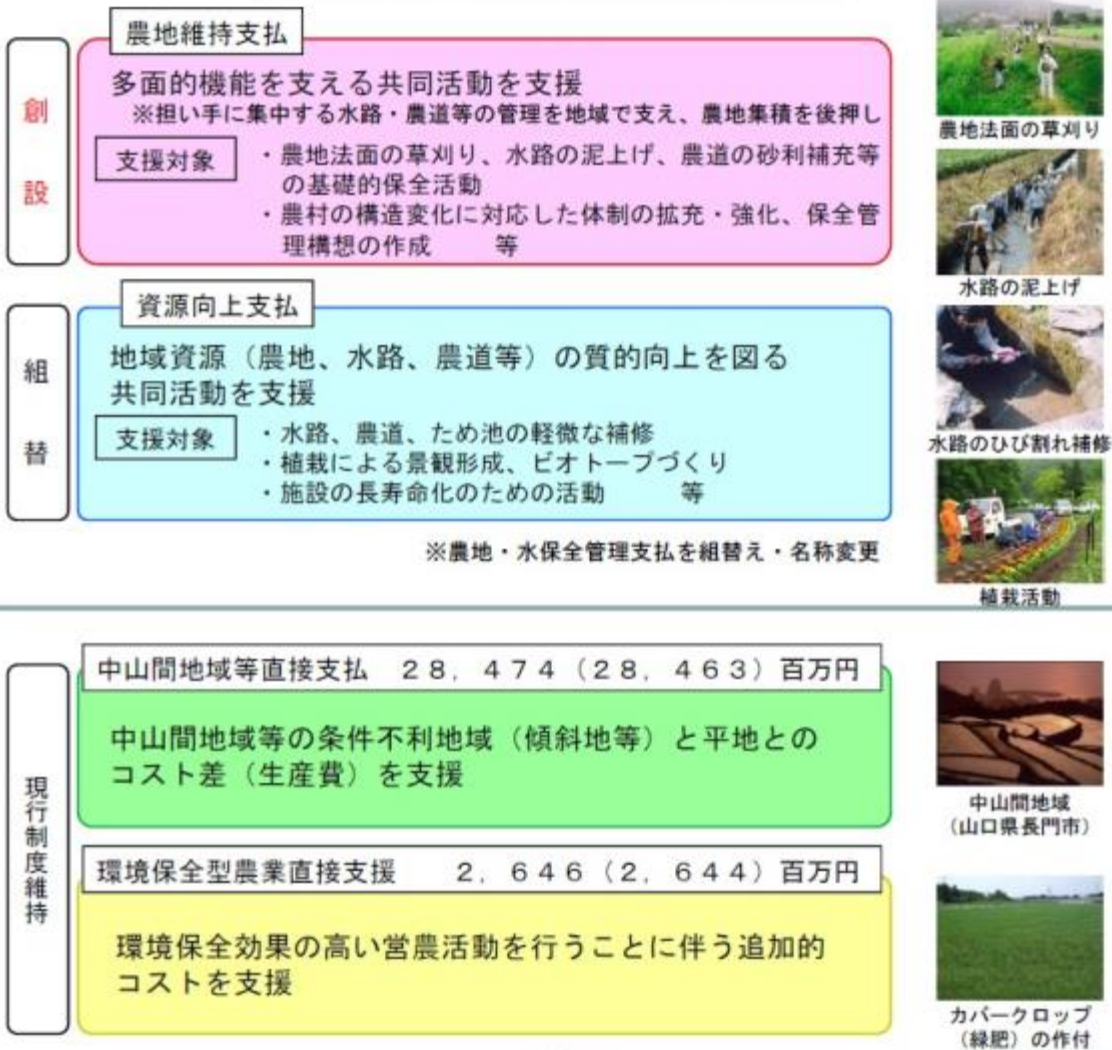 創設
農地維持支払
多面的機能を支える共同活動を支援
※担い手に集中する水路・農道等の管理を地域で支え、農地集積を後押し
支援対象
・農地法面の草刈り、水路の泥上げ、農道の砂利補充等
の基礎的保全活動
・農村の構造変化に対応した体制の拡充・強化、保全管
理構想の作成 等
農地法面の草刈り
水路の泥上げ
組替
資源向上支払
地域資源（農地、水路、農道等）の質的向上を図る
共同活動を支援
支援対象
・水路、農道、ため池の軽微な補修
・植栽による景観形成、ビオトープづくり
・施設の長寿命化のための活動 等
※農地・水保全管理支払を組替え・名称変更
水路のひび割れ補修
植栽活動
現行制度維持
中山間地域等直接支払 ２８，４７４（２８，４６３）百万円
中山間地域等の条件不利地域（傾斜地等）と平地との
コスト差（生産費）を支援
中山間地域
（山口県長門市）
環境保全型農業直接支援 ２，６４６（２，６４４）百万円
環境保全効果の高い営農活動を行うことに伴う追加的
コストを支援
カバークロップ
（緑肥）の作付